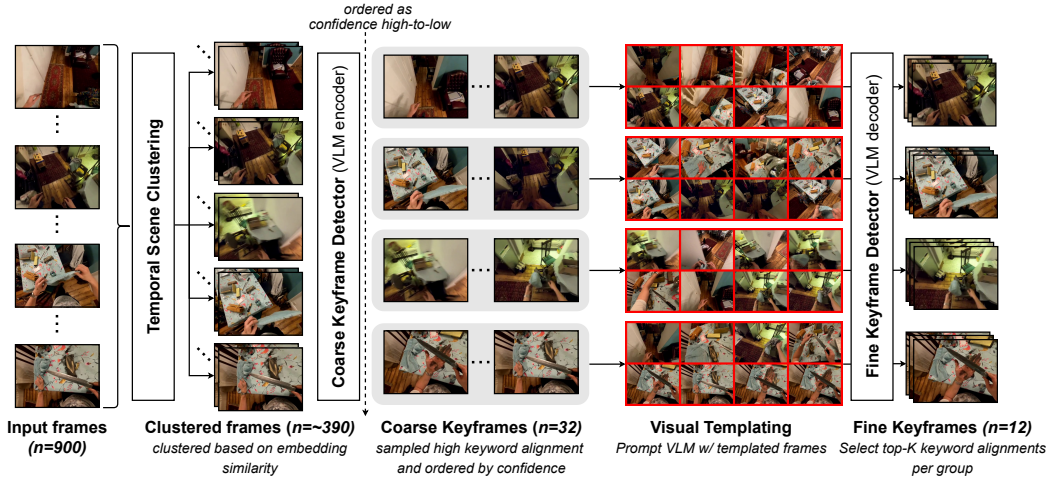 ordered as
confidence high-to-low
Temporal Scene Clustering
Coarse Keyframe Detector (VLM encoder)
Fine Keyframe Detector (VLM decoder)
Input frames
(n=900)
Clustered frames (n=~390)
clustered based on embedding
similarity
Coarse Keyframes (n=32)
sampled high keyword alignment
and ordered by confidence
Visual Templating
Prompt VLM w/ templated frames
Fine Keyframes (n=12)
Select top-K keyword alignments
per group